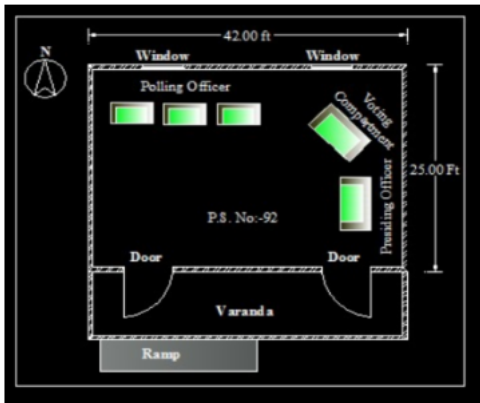 42.00 ft
N
Window
Window
Polling Officer
Voting
Compartment
25.00 Ft
Presiding Officer
P.S. No:-92
Door
Door
Varanda
Ramp